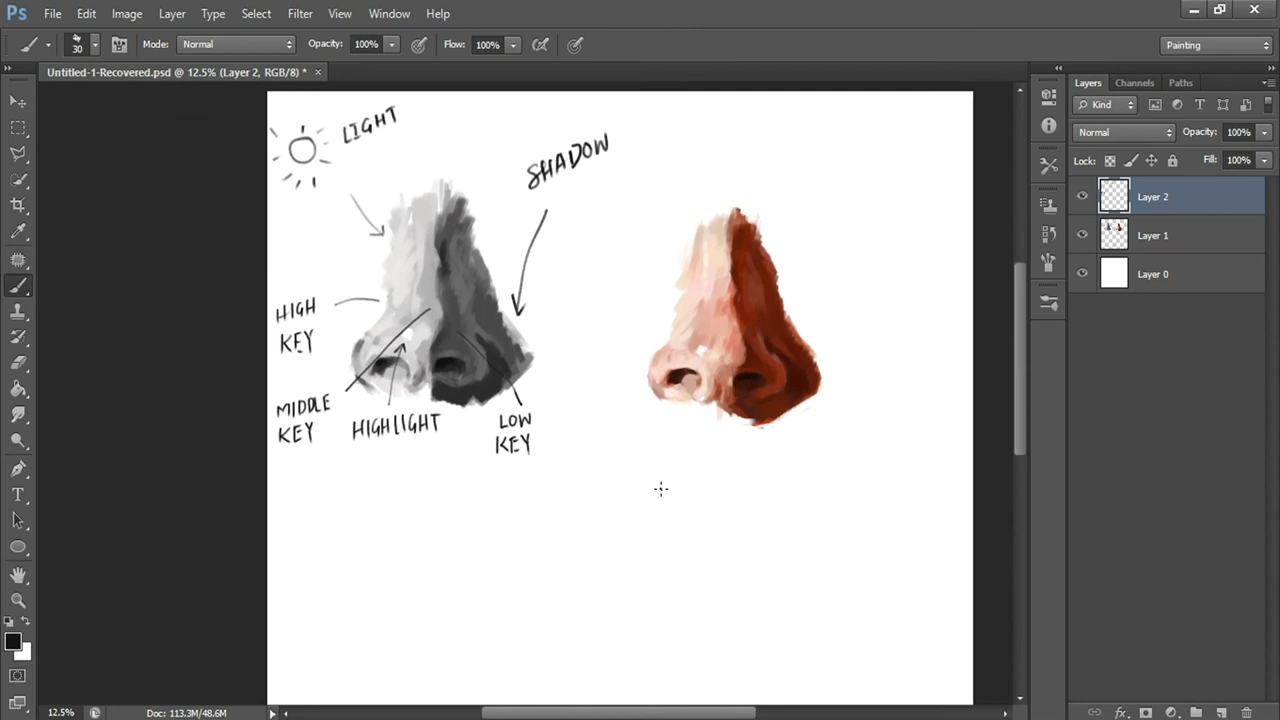 Ps File Edit Image Layer Type Select Filter View Window Help
30 Mode: Normal Opacity: 100% Flow: 100% Painting
Untitled-1-Recovered.psd @ 12.5% (Layer 2, RGB/8) * ×
Layers Channels Paths
Kind
Normal Opacity: 100%
Lock: Fill: 100%
Layer 2
Layer 1
Layer 0
LIGHT
SHADOW
HIGH
KEY
MIDDLE
KEY
HIGHLIGHT
LOW
KEY
12.5% Doc: 113.3M/48.6M